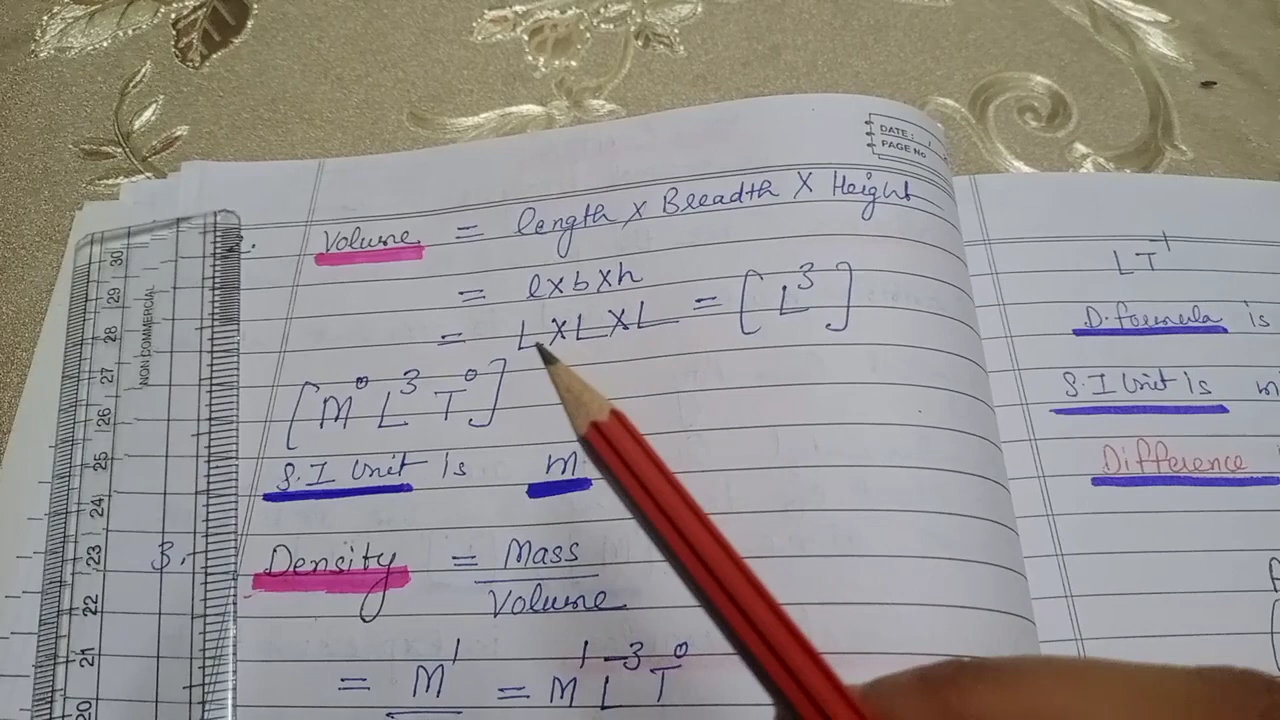 DATE :
PAGE No
Volume = length × Breadth × Height
= l×b×h
= L×L×L = [L³]
[M⁰ L³ T⁰]
S.I Unit is m
3. Density = Mass
Volume
= M¹ = M¹ L⁻³ T⁰
30
29
28
27
26
25
24
23
22
21
20
NON COMMERCIAL
LT⁻¹
D. formula is
S.I Unit is
Difference